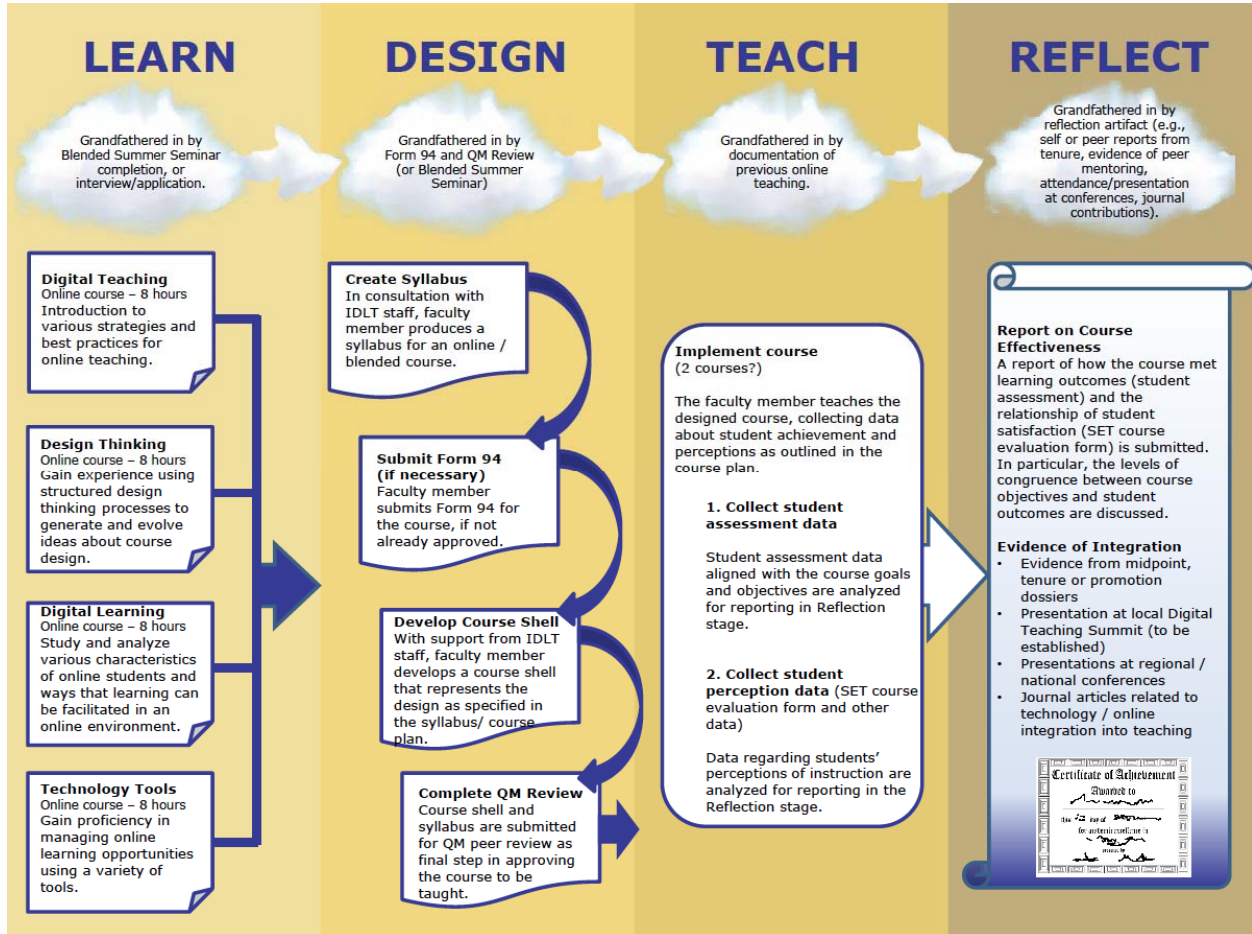 LEARN
Grandfathered in by
Blended Summer Seminar
completion, or
interview/application.
Digital Teaching
Online course – 8 hours
Introduction to
various strategies and
best practices for
online teaching.
Design Thinking
Online course – 8 hours
Gain experience using
structured design
thinking processes to
generate and evolve
ideas about course
design.
Digital Learning
Online course – 8 hours
Study and analyze
various characteristics
of online students and
ways that learning can
be facilitated in an
online environment.
Technology Tools
Online course – 8 hours
Gain proficiency in
managing online
learning opportunities
using a variety of
tools.
DESIGN
Grandfathered in by
Form 94 and QM Review
(or Blended Summer
Seminar)
Create Syllabus
In consultation with
IDLT staff, faculty
member produces a
syllabus for an online /
blended course.
Submit Form 94
(if necessary)
Faculty member
submits Form 94 for
the course, if not
already approved.
Develop Course Shell
With support from IDLT
staff, faculty member
develops a course shell
that represents the
design as specified
in the syllabus/ course
plan.
Complete QM Review
Course shell and
syllabus are submitted
for QM peer review as
final step in approving
the course to be
taught.
TEACH
Grandfathered in by
documentation of
previous online
teaching.
Implement course
(2 courses?)
The faculty member teaches the
designed course, collecting data
about student achievement and
perceptions as outlined in the
course plan.
1. Collect student
assessment data
Student assessment data
aligned with the course goals
and objectives are analyzed
for reporting in Reflection
stage.
2. Collect student
perception data (SET course
evaluation form and other
data)
Data regarding students’
perceptions of instruction are
analyzed for reporting in the
Reflection stage.
REFLECT
Grandfathered in by
reflection artifact (e.g.,
self or peer reports from
tenure, evidence of peer
mentoring,
attendance/presentation
at conferences, journal
contributions).
Report on Course
Effectiveness
A report of how the course met
learning outcomes (student
assessment) and the
relationship of student
satisfaction (SET course
evaluation form) is submitted.
In particular, the levels of
congruence between course
objectives and student
outcomes are discussed.
Evidence of Integration
• Evidence from midpoint,
tenure or promotion
dossiers
• Presentation at local Digital
Teaching Summit (to be
established)
• Presentations at regional /
national conferences
• Journal articles related to
technology / online
integration into teaching
Certificate of Achievement
Awarded to
day of
for academic excellence in